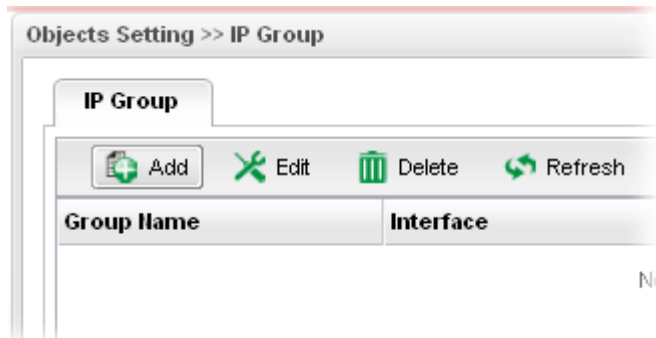 Objects Setting >> IP Group
IP Group
Add Edit Delete Refresh
Group Name Interface